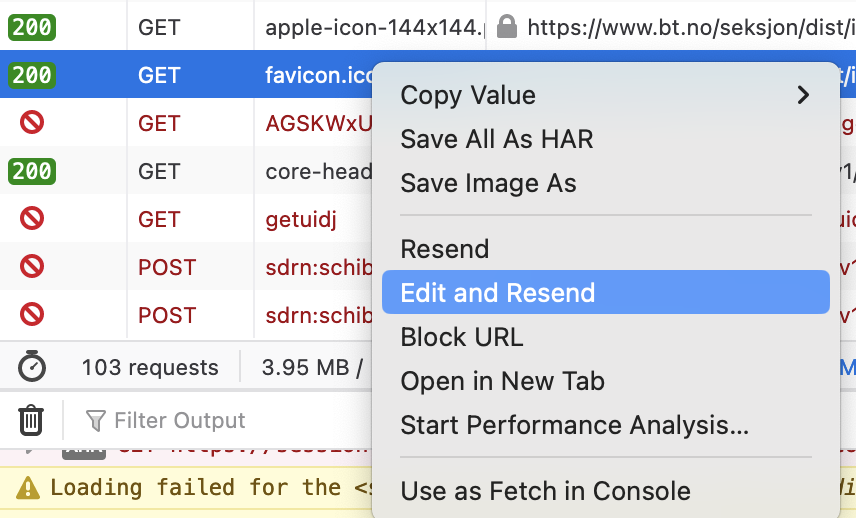 200 GET apple-icon-144x144. https://www.bt.no/seksjon/dist/i
200 GET favicon.ico
Copy Value
GET AGSKWxU
Save All As HAR
200 GET core-head
Save Image As
GET getuidj
Resend
POST sdrn:schib
Edit and Resend
POST sdrn:schib
Block URL
103 requests 3.95 MB /
Open in New Tab
Filter Output
Start Performance Analysis...
Loading failed for the <s
Use as Fetch in Console